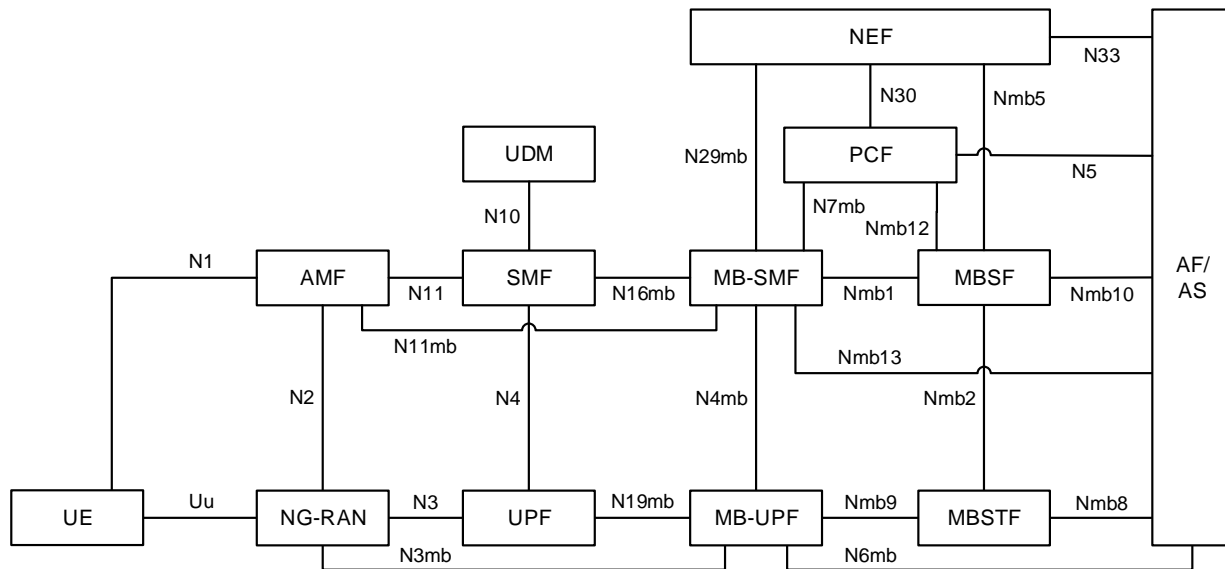 NEF
N33
N30
Nmb5
UDM
N29mb
PCF
N5
N10
N7mb
Nmb12
N1
AMF
N11
SMF
N16mb
MB-SMF
Nmb1
MBSF
Nmb10
AF/
AS
N11mb
Nmb13
N2
N4
N4mb
Nmb2
UE
Uu
NG-RAN
N3
UPF
N19mb
MB-UPF
Nmb9
MBSTF
Nmb8
N3mb
N6mb